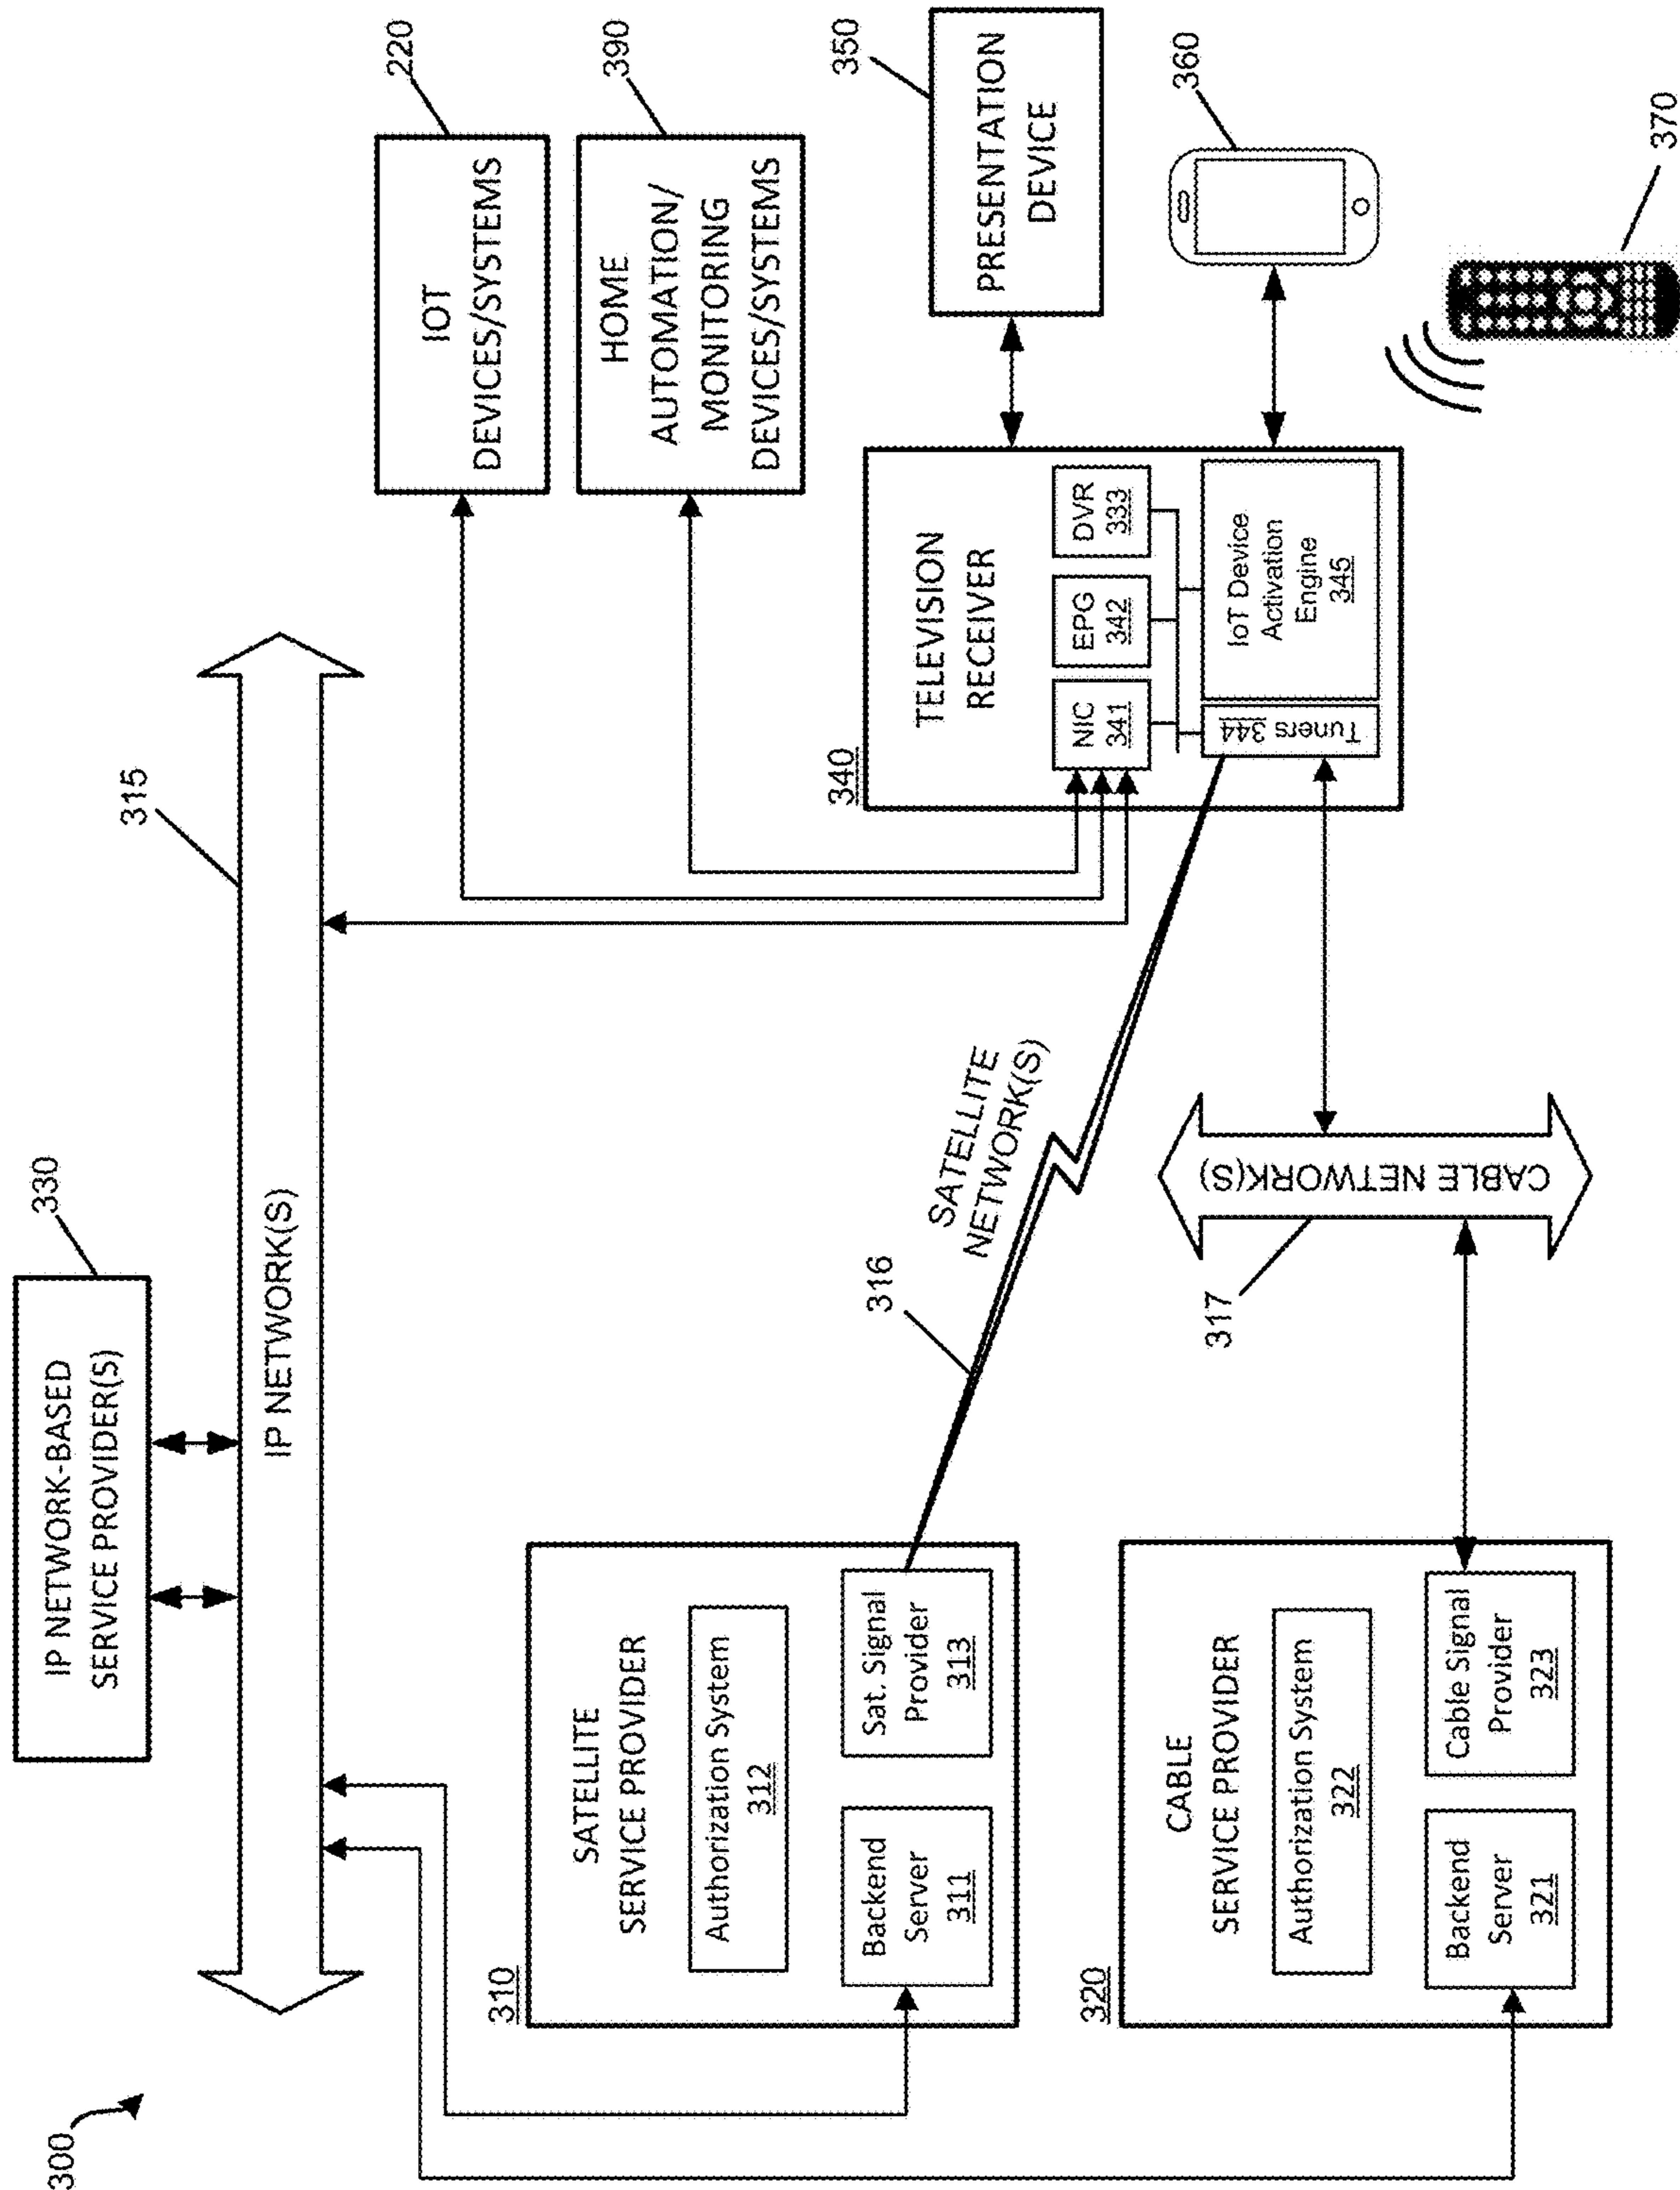 300
IP NETWORK-BASED
SERVICE PROVIDER(S)
330
315
IP NETWORK(S)
IOT
DEVICES/SYSTEMS
220
HOME
AUTOMATION/
MONITORING
DEVICES/SYSTEMS
390
310
SATELLITE
SERVICE PROVIDER
Authorization System
312
Backend
Server
311
Sat. Signal
Provider
313
316
SATELLITE
NETWORK(S)
340
TELEVISION
RECEIVER
NIC
341
EPG
342
DVR
333
Tuners 344
IoT Device
Activation
Engine
345
PRESENTATION
DEVICE
350
360
370
320
CABLE
SERVICE PROVIDER
Authorization System
322
Backend
Server
321
Cable Signal
Provider
323
317
CABLE NETWORK(S)